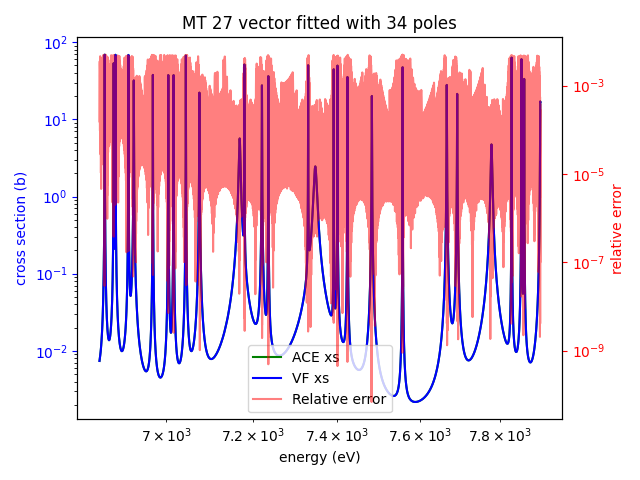 MT 27 vector fitted with 34 poles
10²
10¹
10⁰
10⁻¹
10⁻²
cross section (b)
10⁻³
10⁻⁵
10⁻⁷
10⁻⁹
relative error
ACE xs
VF xs
Relative error
7 × 10³ 7.2 × 10³ 7.4 × 10³ 7.6 × 10³ 7.8 × 10³
energy (eV)